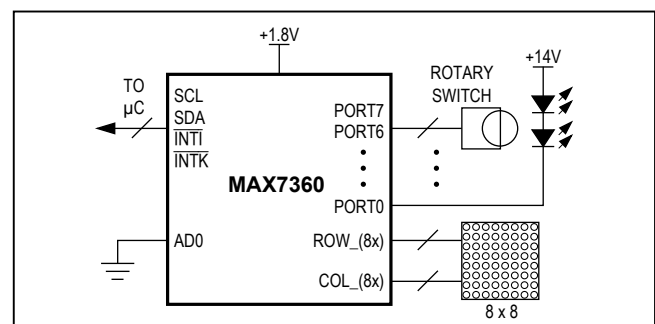 +1.8V
TO
µC
SCL
SDA
INTI
INTK
MAX7360
AD0
PORT7
PORT6
PORT0
ROW_(8x)
COL_(8x)
ROTARY
SWITCH
+14V
8 x 8